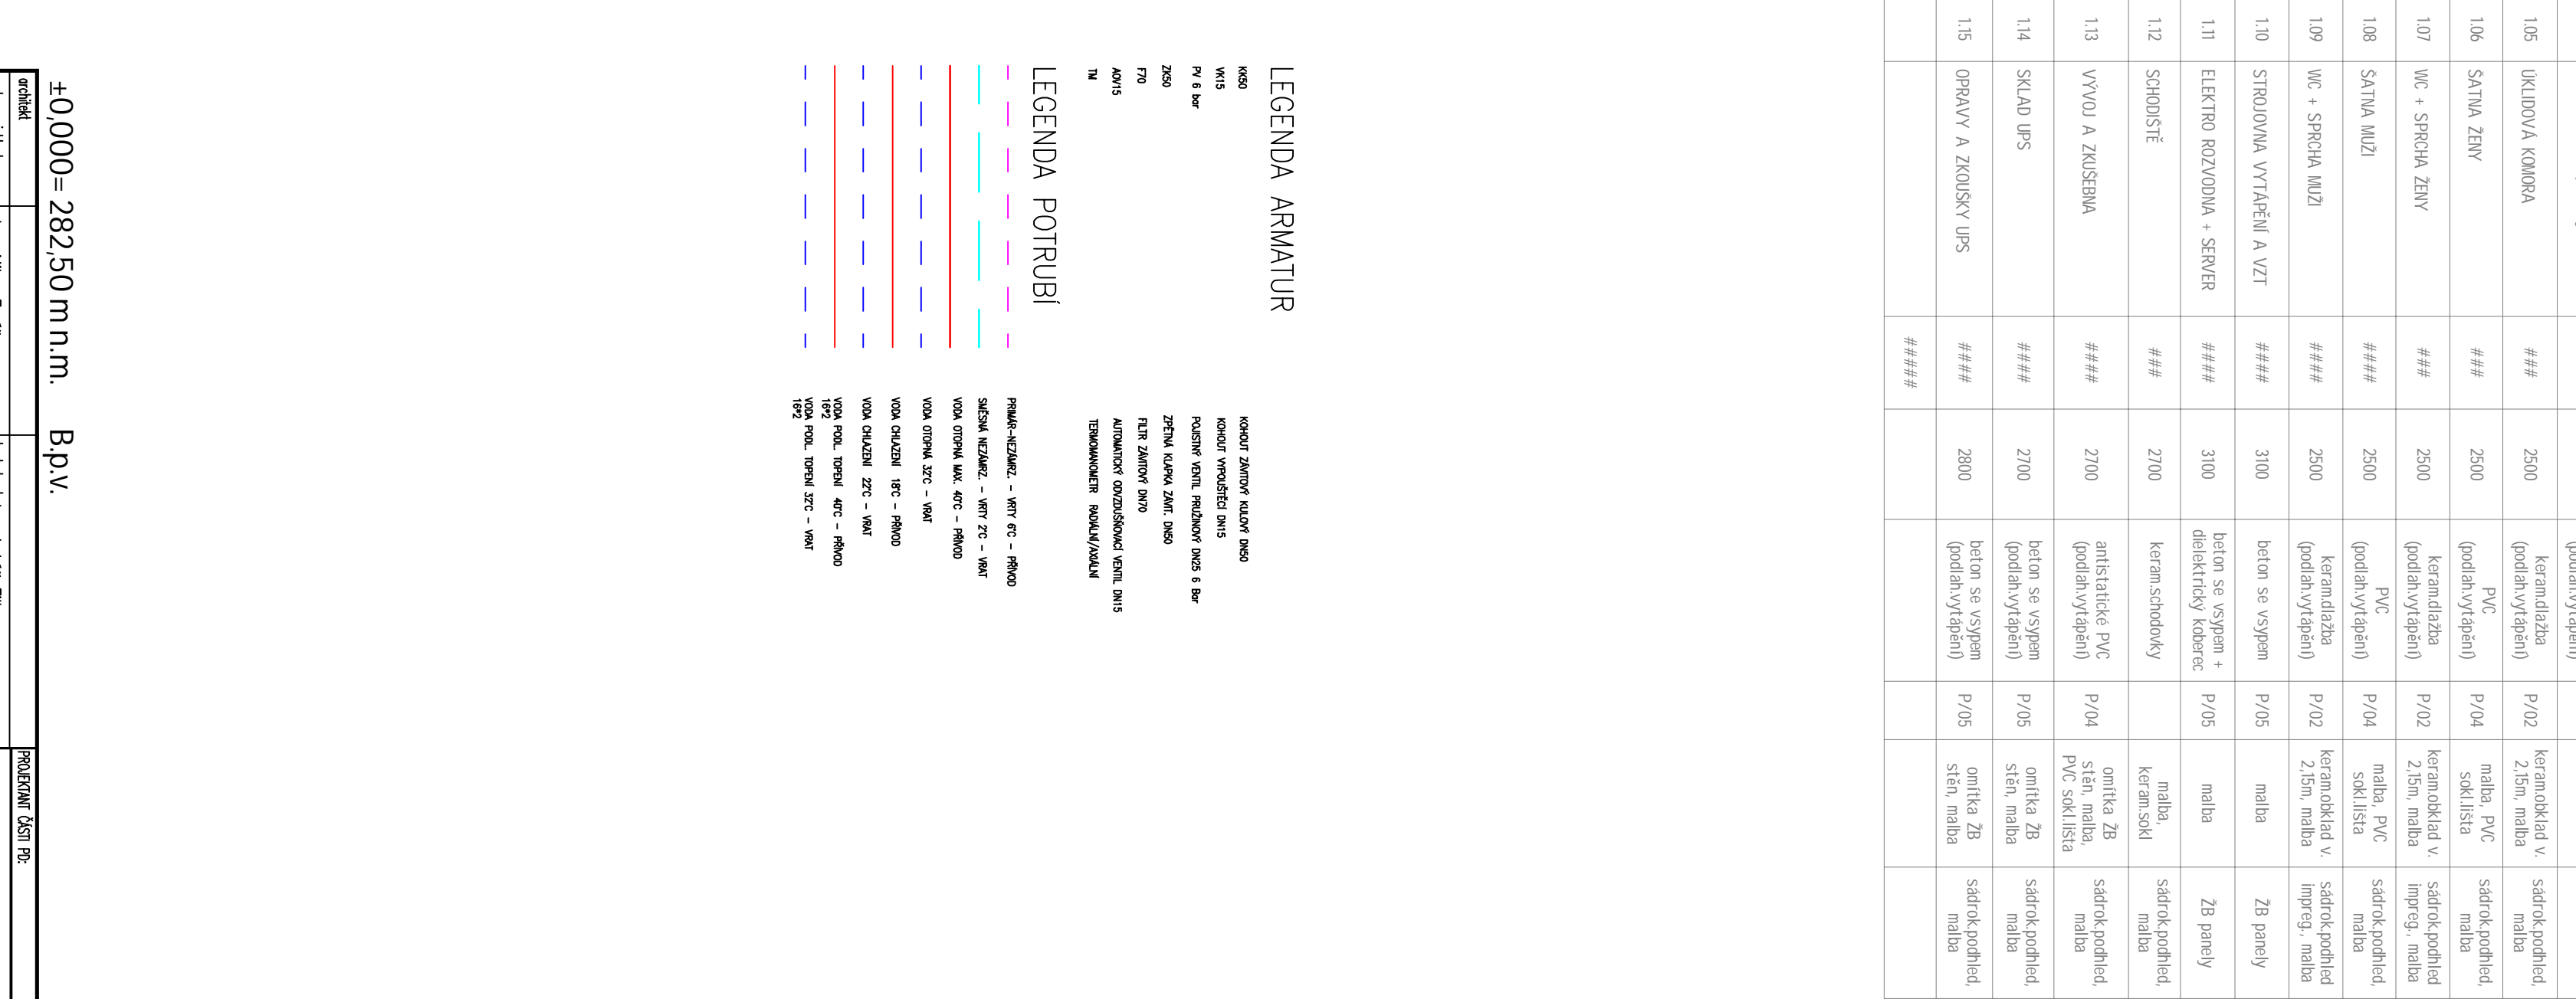 1.05 ÚKLIDOVÁ KOMORA ### 2500 keram.dlažba P/02 keram.obklad v. sádrok.podhled,
(podlah.vytápění) 2,15m, malba malba
1.06 ŠATNA ŽENY ### 2500 PVC P/04 malba, PVC sádrok.podhled,
(podlah.vytápění) sokl.lišta malba
1.07 WC + SPRCHA ŽENY ### 2500 keram.dlažba P/02 keram.obklad v. sádrok.podhled
(podlah.vytápění) 2,15m, malba impreg., malba
1.08 ŠATNA MUŽI #### 2500 PVC P/04 malba, PVC sádrok.podhled,
(podlah.vytápění) sokl.lišta malba
1.09 WC + SPRCHA MUŽI #### 2500 keram.dlažba P/02 keram.obklad v. sádrok.podhled
(podlah.vytápění) 2,15m, malba impreg., malba
1.10 STROJOVNA VYTÁPĚNÍ A VZT #### 3100 beton se vsypem P/05 malba ŽB panely
1.11 ELEKTRO ROZVODNA + SERVER #### 3100 beton se vsypem + P/05 malba ŽB panely
dielektrický koberec
1.12 SCHODIŠTĚ ### 2700 keram.schodovky malba, sádrok.podhled,
keram.sokl malba
1.13 VÝVOJ A ZKUŠEBNA #### 2700 antistatické PVC P/04 omítka ŽB sádrok.podhled,
(podlah.vytápění) stěn, malba, malba
PVC sokl.lišta
1.14 SKLAD UPS #### 2700 beton se vsypem P/05 omítka ŽB sádrok.podhled,
(podlah.vytápění) stěn, malba malba
1.15 OPRAVY A ZKOUŠKY UPS #### 2800 beton se vsypem P/05 omítka ŽB sádrok.podhled,
(podlah.vytápění) stěn, malba malba
#####
LEGENDA ARMATUR
KK50 KOHOUT ZÁVITOVÝ KULOVÝ DN50
VK15 KOHOUT VYPOUŠTĚCÍ DN15
PV 6 bar POJISTNÝ VENTIL PRUŽINOVÝ DN25 6 Bar
ZK50 ZPĚTNÁ KLAPKA ZÁVIT. DN50
F70 FILTR ZÁVITOVÝ DN70
AOV15 AUTOMATICKÝ ODVZDUŠŇOVACÍ VENTIL DN15
TM TERMOMANOMETR RADIÁLNÍ/AXIÁLNÍ
LEGENDA POTRUBÍ
PRIMÁR-NEZÁMRZ. - VRTY 6°C - PŘÍVOD
SMĚSNÁ NEZÁMRZ. - VRTY 2°C - VRAT
VODA OTOPNÁ MAX. 40°C - PŘÍVOD
VODA OTOPNÁ 32°C - VRAT
VODA CHLAZENÍ 18°C - PŘÍVOD
VODA CHLAZENÍ 22°C - VRAT
VODA PODL. TOPENÍ 40°C - PŘÍVOD
16*2
VODA PODL. TOPENÍ 32°C - VRAT
16*2
±0,000= 282,50 m n.m. B.p.v.
architekt PROJEKTANT ČÁSTI PD: